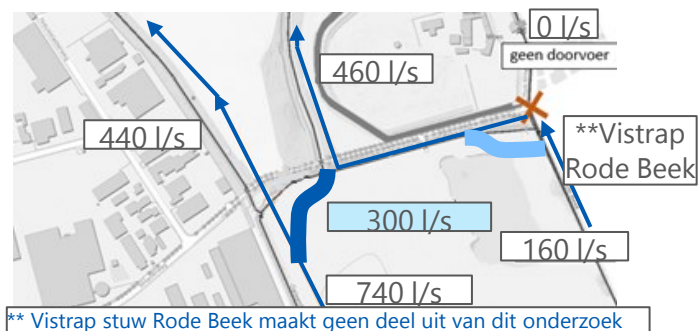 0 l/s
geen doorvoer
460 l/s
440 l/s
**Vistrap
Rode Beek
300 l/s
160 l/s
740 l/s
** Vistrap stuw Rode Beek maakt geen deel uit van dit onderzoek